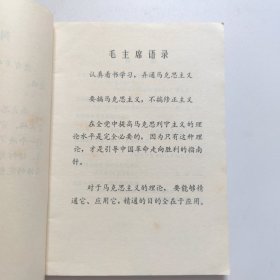 毛主席语录
认真看书学习，弄通马克思主义
要搞马克思主义，不搞修正主义
在全党中提高马克思列宁主义的理
论水平是完全必要的，因为只有这种理
论，才是引导中国革命走向胜利的指南
针。
对于马克思主义的理论，要能够精
通它、应用它，精通的目的全在于应用。